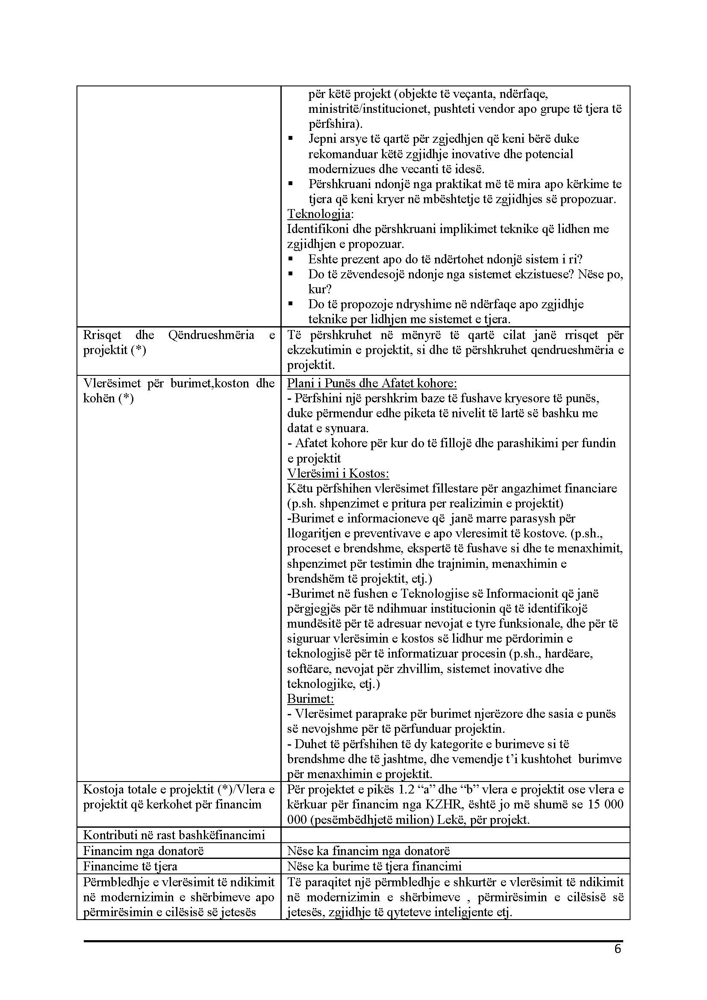 për këtë projekt (objekte të veçanta, ndërfaqe,
ministritë/institucionet, pushteti vendor apo grupe të tjera të
përfshira).
▪ Jepni arsye të qartë për zgjedhjen që keni bërë duke
rekomanduar këtë zgjidhje inovative dhe potencial
modernizues dhe vecanti të idesë.
▪ Përshkruani ndonjë nga praktikat më të mira apo kërkime te
tjera që keni kryer në mbështetje të zgjidhjes së propozuar.
Teknologjia:
Identifikoni dhe përshkruani implikimet teknike që lidhen me
zgjidhjen e propozuar.
▪ Eshte prezent apo do të ndërtohet ndonjë sistem i ri?
▪ Do të zëvendesojë ndonje nga sistemet ekzistuese? Nëse po,
kur?
▪ Do të propozoje ndryshime në ndërfaqe apo zgjidhje
teknike per lidhjen me sistemet e tjera.
Rrisqet dhe Qëndrueshmëria e
projektit (*)
Të përshkruhet në mënyrë të qartë cilat janë rrisqet për
ekzekutimin e projektit, si dhe të përshkruhet qendrueshmëria e
projektit.
Vlerësimet për burimet,koston dhe
kohën (*)
Plani i Punës dhe Afatet kohore:
- Përfshini një pershkrim baze të fushave kryesore të punës,
duke përmendur edhe piketa të nivelit të lartë së bashku me
datat e synuara.
- Afatet kohore për kur do të fillojë dhe parashikimi per fundin
e projektit
Vlerësimi i Kostos:
Këtu përfshihen vlerësimet fillestare për angazhimet financiare
(p.sh. shpenzimet e pritura per realizimin e projektit)
-Burimet e informacioneve që  janë marre parasysh për
llogaritjen e preventivave e apo vleresimit të kostove. (p.sh.,
proceset e brendshme, ekspertë të fushave si dhe te menaxhimit,
shpenzimet për testimin dhe trajnimin, menaxhimin e
brendshëm të projektit, etj.)
-Burimet në fushen e Teknologjise së Informacionit që janë
përgjegjës për të ndihmuar institucionin që të identifikojë
mundësitë për të adresuar nevojat e tyre funksionale, dhe për të
siguruar vlerësimin e kostos së lidhur me përdorimin e
teknologjisë për të informatizuar procesin (p.sh., hardëare,
softëare, nevojat për zhvillim, sistemet inovative dhe
teknologjike, etj.)
Burimet:
- Vlerësimet paraprake për burimet njerëzore dhe sasia e punës
së nevojshme për të përfunduar projektin.
- Duhet të përfshihen të dy kategorite e burimeve si të
brendshme dhe të jashtme, dhe vemendje t’i kushtohet  burimve
për menaxhimin e projektit.
Kostoja totale e projektit (*)/Vlera e
projektit që kerkohet për financim
Për projektet e pikës 1.2 “a” dhe “b” vlera e projektit ose vlera e
kërkuar për financim nga KZHR, është jo më shumë se 15 000
000 (pesëmbëdhjetë milion) Lekë, për projekt.
Kontributi në rast bashkëfinancimi
Financim nga donatorë
Nëse ka financim nga donatorë
Financime të tjera
Nëse ka burime të tjera financimi
Përmbledhje e vlerësimit të ndikimit
në modernizimin e shërbimeve apo
përmirësimin e cilësisë së jetesës
Të paraqitet një përmbledhje e shkurtër e vlerësimit të ndikimit
në modernizimin e shërbimeve , përmirësimin e cilësisë së
jetesës, zgjidhje të qyteteve inteligjente etj.
6